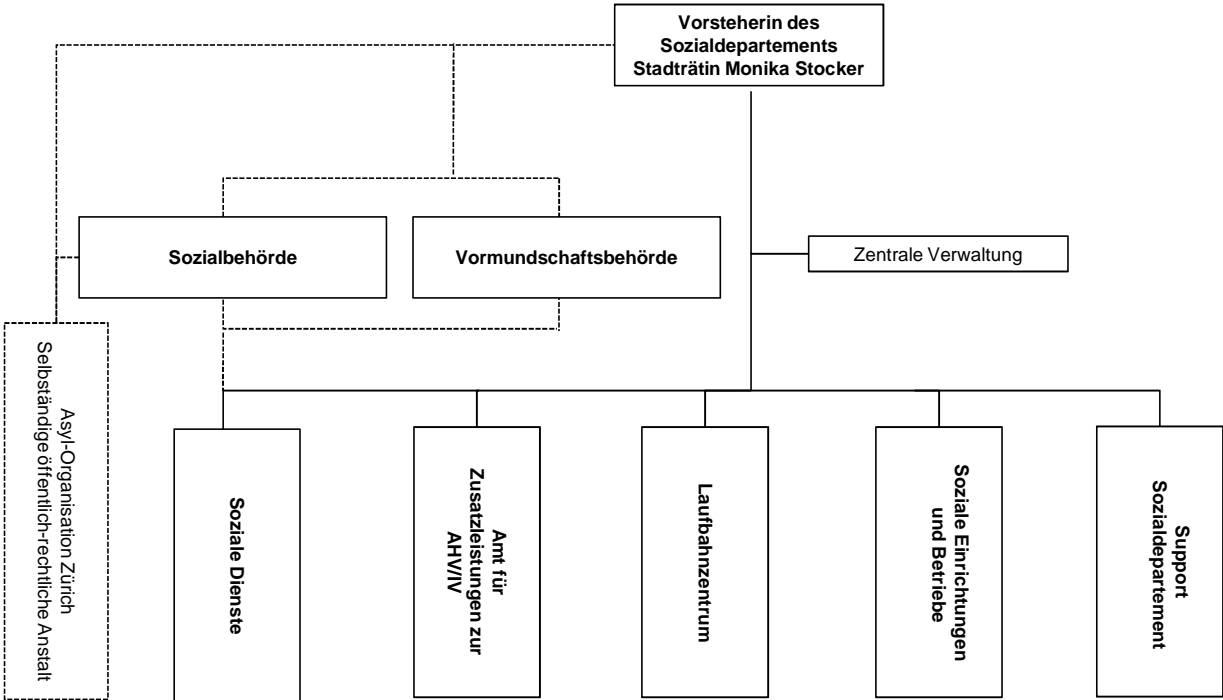 Vorsteherin des
Sozialdepartements
Stadträtin Monika Stocker
Sozialbehörde
Vormundschaftsbehörde
Zentrale Verwaltung
Asyl-Organisation Zürich
Selbständige öffentlich-rechtliche Anstalt
Soziale Dienste
Amt für
Zusatzleistungen zur
AHV/IV
Laufbahnzentrum
Soziale Einrichtungen
und Betriebe
Support
Sozialdepartement